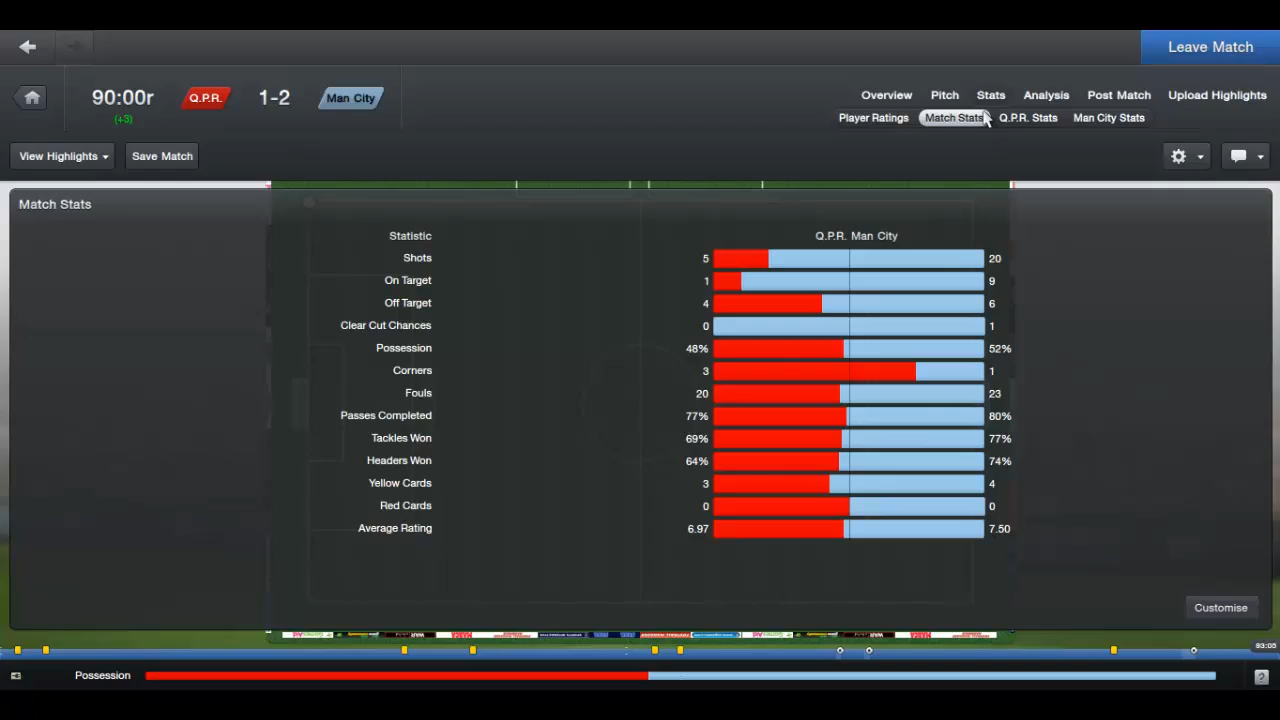 Leave Match
90:00r Q.P.R. 1-2 Man City
(+3)
Overview Pitch Stats Analysis Post Match Upload Highlights
Player Ratings Match Stats Q.P.R. Stats Man City Stats
View Highlights Save Match
Match Stats
Statistic Q.P.R. Man City
Shots 5 20
On Target 1 9
Off Target 4 6
Clear Cut Chances 0 1
Possession 48% 52%
Corners 3 1
Fouls 20 23
Passes Completed 77% 80%
Tackles Won 69% 77%
Headers Won 64% 74%
Yellow Cards 3 4
Red Cards 0 0
Average Rating 6.97 7.50
Customise
93:05
Possession ?